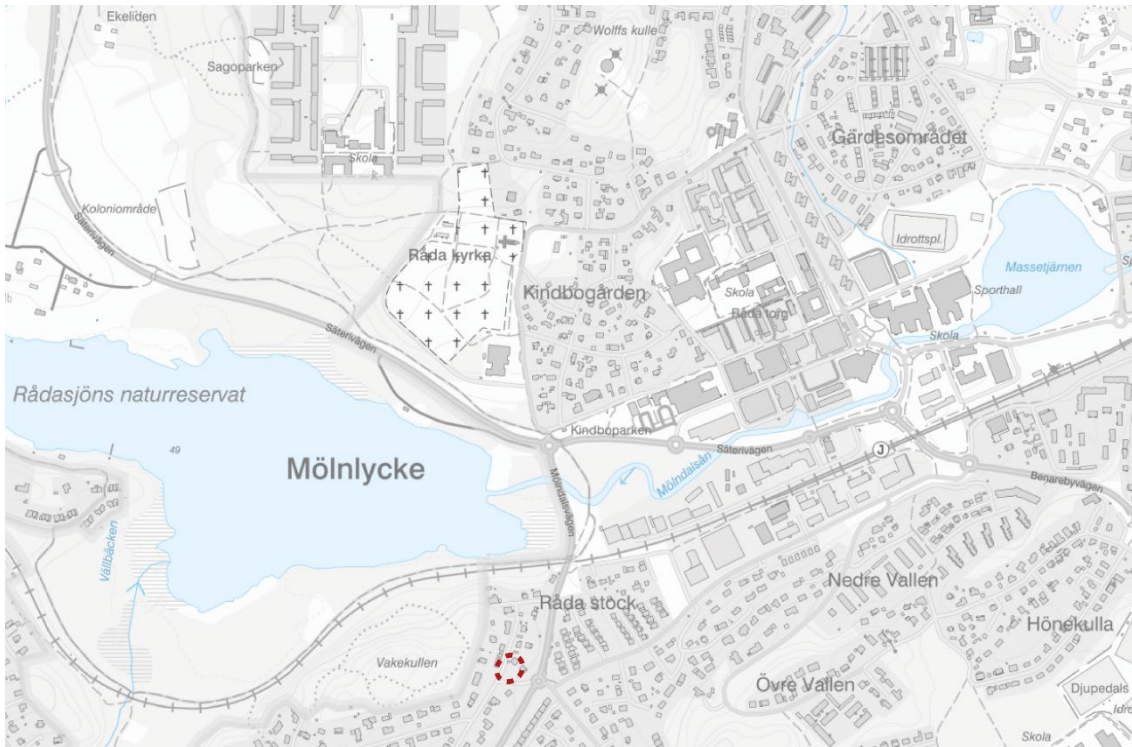 Ekeliden
Wolffs kulle
Sagoparken
Skola
Gärdesområdet
Koloniområde
Säterivägen
Råda kyrka
Idrottspl.
Massetjärnen
Kindbogården
Skola
Sporthall
Råda torg
Säterivägen
Skola
Rådasjöns naturreservat
Kindboparken
49
Säterivägen
J
Mölnlycke
Mölndalsån
Mölndalsvägen
Benarebyvägen
Vällbäcken
Nedre Vallen
Råda stock
Hönekulla
Vakekullen
Övre Vallen
Djupedals
Idro
Skola